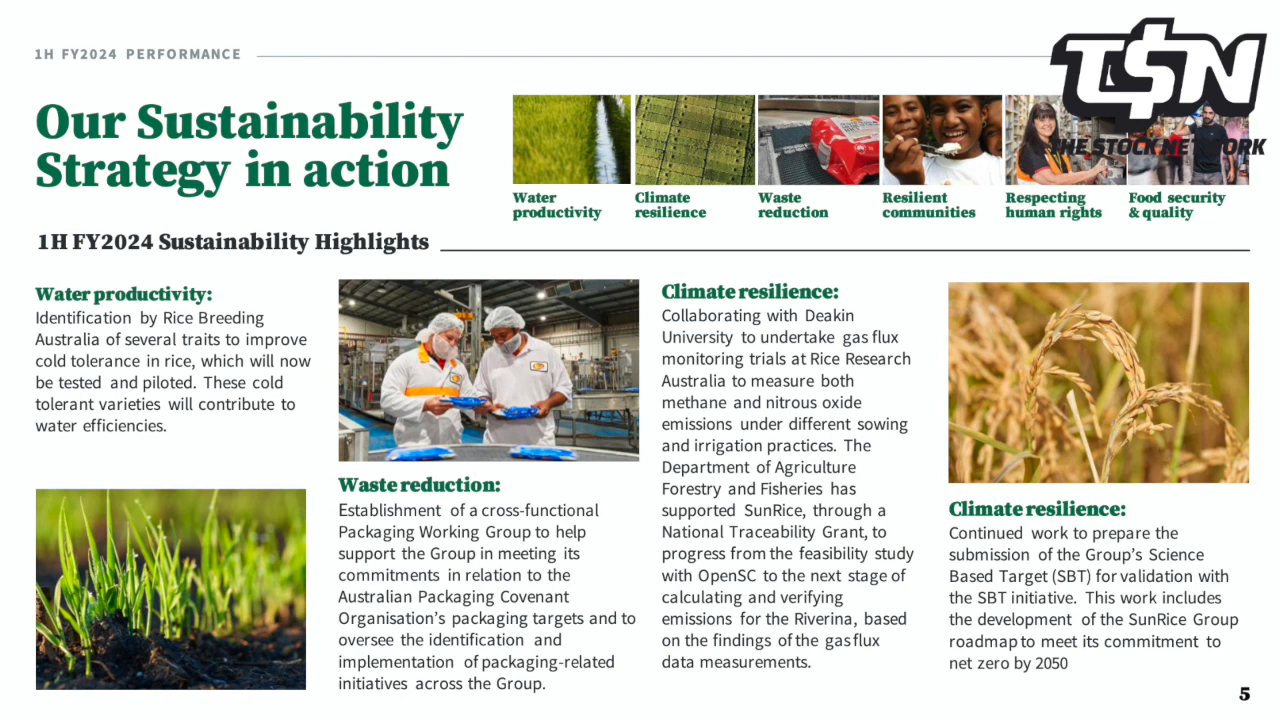 1H FY2024 PERFORMANCE
TSN
THE STOCK NETWORK
Our Sustainability
Strategy in action
Water
productivity
Climate
resilience
Waste
reduction
Resilient
communities
Respecting
human rights
Food security
& quality
1H FY2024 Sustainability Highlights
Water productivity:
Identification by Rice Breeding
Australia of several traits to improve
cold tolerance in rice, which will now
be tested and piloted. These cold
tolerant varieties will contribute to
water efficiencies.
Waste reduction:
Establishment of a cross-functional
Packaging Working Group to help
support the Group in meeting its
commitments in relation to the
Australian Packaging Covenant
Organisation's packaging targets and to
oversee the identification and
implementation of packaging-related
initiatives across the Group.
Climate resilience:
Collaborating with Deakin
University to undertake gas flux
monitoring trials at Rice Research
Australia to measure both
methane and nitrous oxide
emissions under different sowing
and irrigation practices. The
Department of Agriculture
Forestry and Fisheries has
supported SunRice, through a
National Traceability Grant, to
progress from the feasibility study
with OpenSC to the next stage of
calculating and verifying
emissions for the Riverina, based
on the findings of the gas flux
data measurements.
Climate resilience:
Continued work to prepare the
submission of the Group's Science
Based Target (SBT) for validation with
the SBT initiative. This work includes
the development of the SunRice Group
roadmap to meet its commitment to
net zero by 2050
5